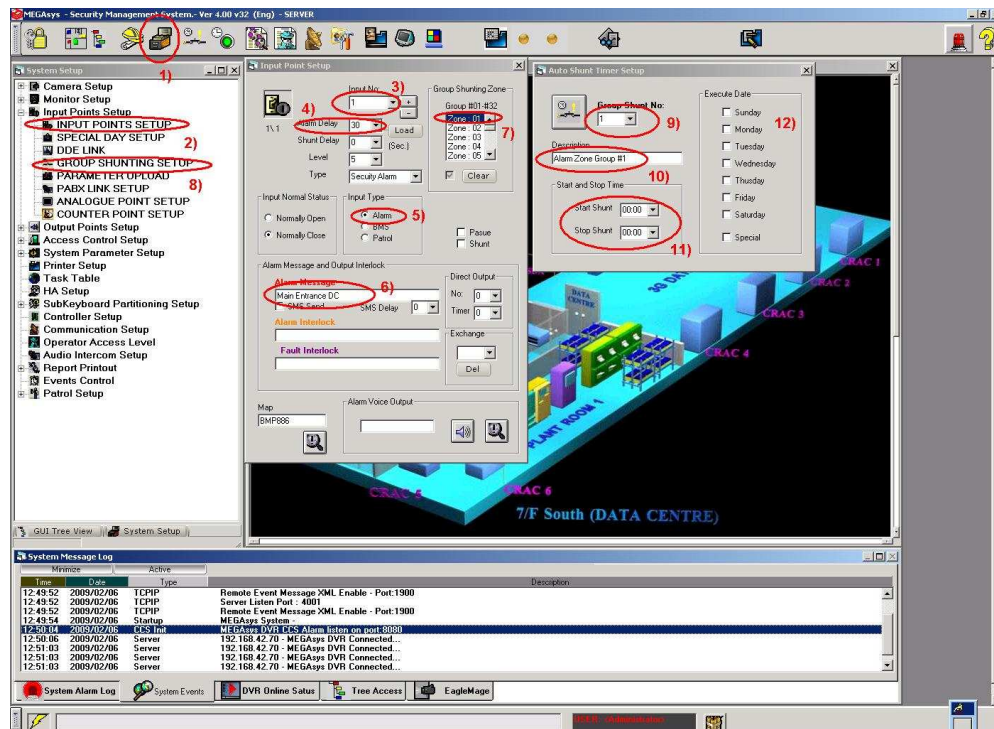 MEGAsys - Security Management System.- Ver 4.00 v32 (Eng) - SERVER
1)
System Setup
Camera Setup
Monitor Setup
Input Points Setup
INPUT POINTS SETUP
2)
SPECIAL DAY SETUP
DDE LINK
GROUP SHUNTING SETUP
PARAMETER UPLOAD
8)
PABX LINK SETUP
ANALOGUE POINT SETUP
COUNTER POINT SETUP
Output Points Setup
Access Control Setup
System Parameter Setup
Printer Setup
Task Table
HA Setup
SubKeyboard Partitioning Setup
Controller Setup
Communication Setup
Operator Access Level
Audio Intercom Setup
Report Printout
Events Control
Patrol Setup
GUI Tree View
System Setup
Input Point Setup
1\1
Input No:
3)
1
+
-
4)
Alarm Delay
30
Load
Shunt Delay
0
(Sec.)
Level
5
Type
Secuity Alarm
Group Shunting Zone
Group #01-#32
Zone : 01
Zone : 02
7)
Zone : 03
Zone : 04
Zone : 05
Clear
Input Normal Status
Normally Open
Normally Close
Input Type
Alarm
5)
BMS
Patrol
Pasue
Shunt
Alarm Message and Output Interlock
Alarm Message
6)
Main Entrance DC
SMS Send
SMS Delay
0
Alarm Interlock
Fault Interlock
Direct Output
No:
0
Timer
0
Exchange
Del
Map
BMP886
Alarm Voice Output
Auto Shunt Timer Setup
Group Shunt No:
1
9)
Description
Alarm Zone Group #1
10)
Start and Stop Time
Start Shunt
00:00
Stop Shunt
00:00
11)
Execute Date
Sunday
12)
Monday
Tuesday
Wednesday
Thusday
Friday
Saturday
Special
3G DA
CRAC 1
CRAC 2
CRAC 3
CRAC 4
DATA
CENTRE
PLANT ROOM 1
CRAC 5
CRAC 6
7/F South (DATA CENTRE)
System Message Log
Minimize
Active
Time Date Type Description
12:49:52 2009/02/06 TCPIP Remote Event Message XML Enable - Port:1900
12:49:52 2009/02/06 TCPIP Server Listen Port : 4001
12:49:52 2009/02/06 TCPIP Remote Event Message XML Enable - Port:1900
12:49:54 2009/02/06 Startup MEGAsys System -
12:50:04 2009/02/06 CCS Init MEGAsys DVR CCS Alarm listen on port:8080
12:50:06 2009/02/06 Server 192.168.42.70 - MEGAsys DVR Connected...
12:51:03 2009/02/06 Server 192.168.42.70 - MEGAsys DVR Connected...
12:51:03 2009/02/06 Server 192.168.42.70 - MEGAsys DVR Connected...
12:51:03 2009/02/06 Server 192.168.42.70 - MEGAsys DVR Connected...
System Alarm Log
System Events
DVR Online Satus
Tree Access
EagleMage
USER : (Administrator)